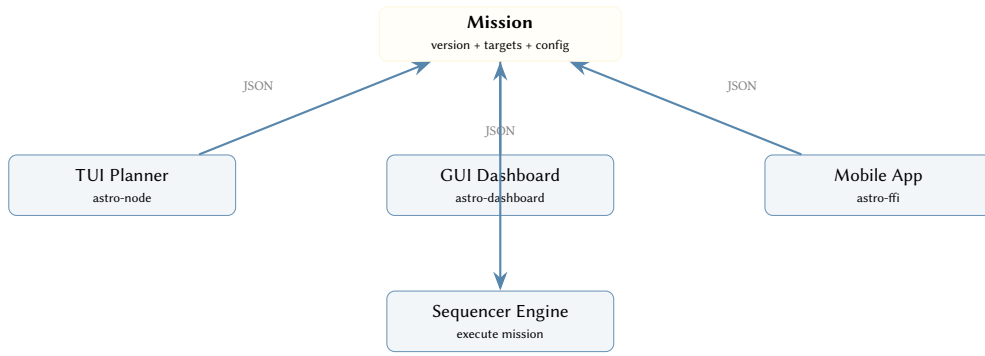 Mission
version + targets + config
JSON
JSON
JSON
TUI Planner
astro-node
GUI Dashboard
astro-dashboard
Mobile App
astro-ffi
Sequencer Engine
execute mission